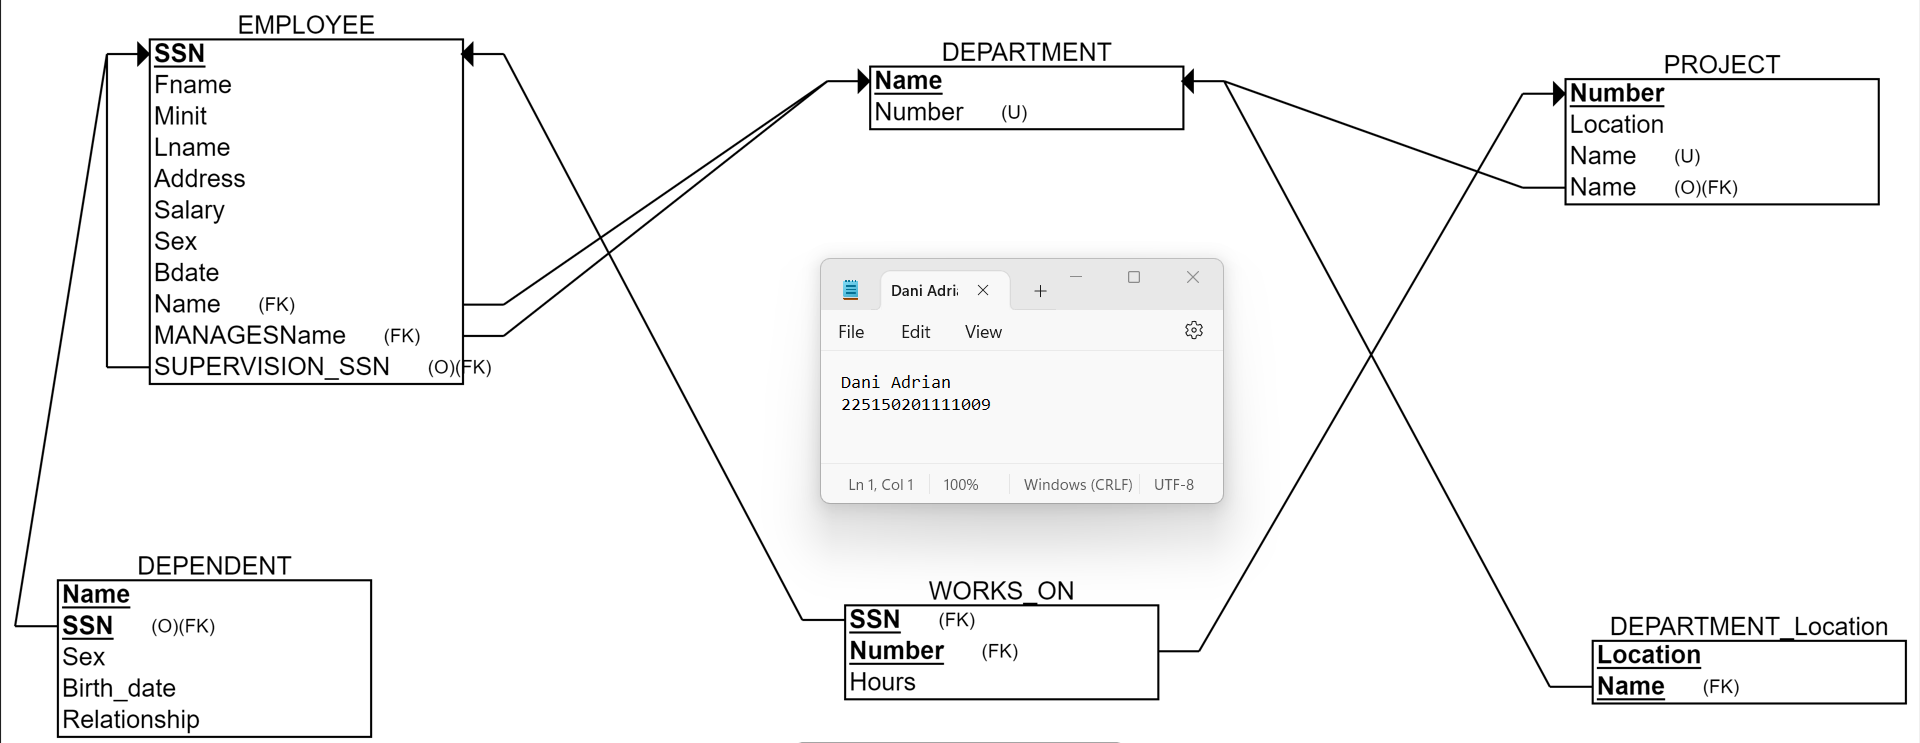 EMPLOYEE
SSN
Fname
Minit
Lname
Address
Salary
Sex
Bdate
Name (FK)
MANAGESName (FK)
SUPERVISION_SSN (O)(FK)
DEPARTMENT
Name
Number (U)
PROJECT
Number
Location
Name (U)
Name (O)(FK)
Dani Adri
File Edit View
Dani Adrian
225150201111009
Ln 1, Col 1 100% Windows (CRLF) UTF-8
DEPENDENT
Name
SSN (O)(FK)
Sex
Birth_date
Relationship
WORKS_ON
SSN (FK)
Number (FK)
Hours
DEPARTMENT_Location
Location
Name (FK)